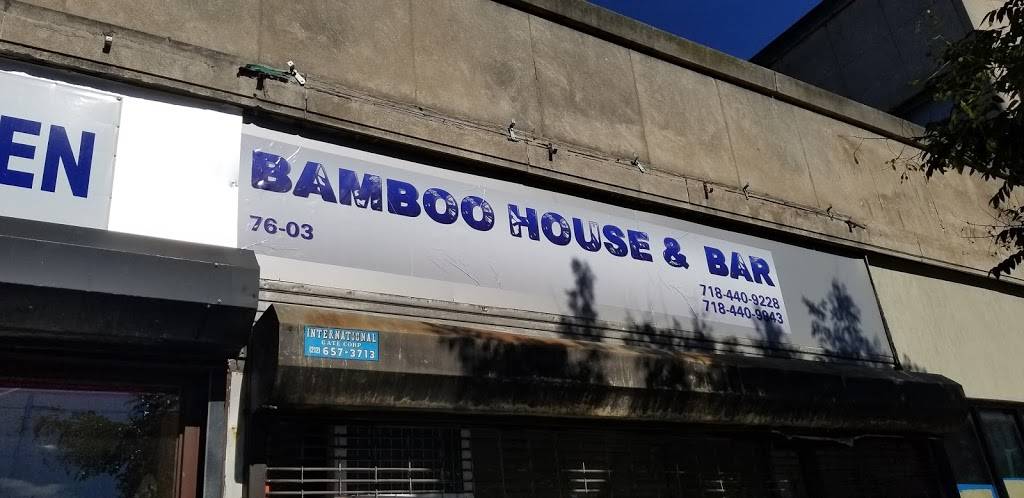 EN
BAMBOO HOUSE & BAR
76-03
718-440-9228
718-440-9943
INTERNATIONAL
GATE CORP
657-3713